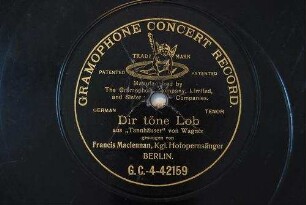 GRAMOPHONE CONCERT RECORD.
TRADE MARK
PATENTED PATENTED
Manufactured by
The Gramophone Company, Limited,
and Sister Companies.
GERMAN TENOR
Dir töne Lob
aus „Tannhäuser" von Wagner
gesungen von
Francis Maclennan, Kgl. Hofopernsänger
BERLIN.
G.C.-4-42159